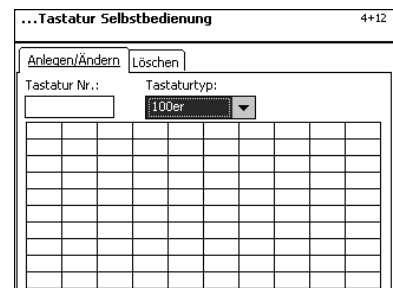 ...Tastatur Selbstbedienung 4+12
Anlegen/Ändern Löschen
Tastatur Nr.: Tastaturtyp:
100er